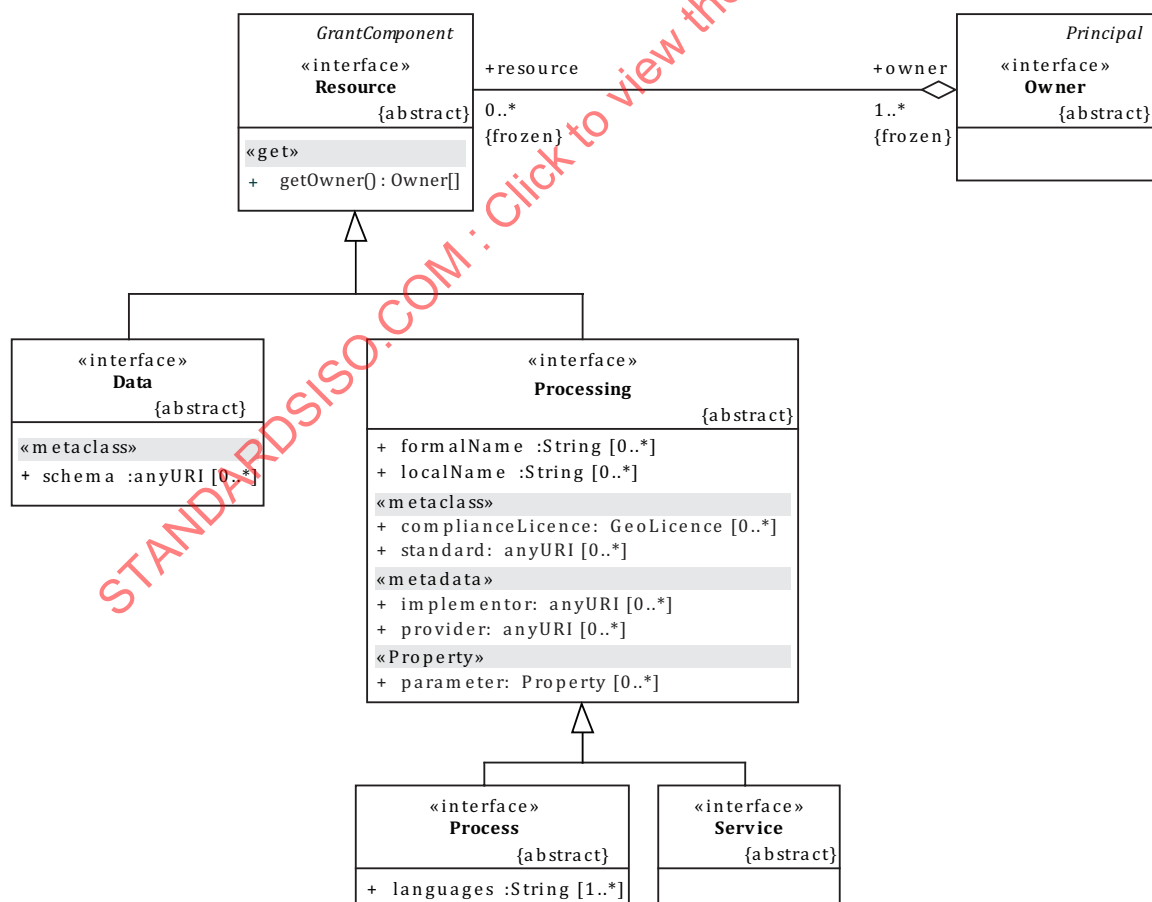 GrantComponent
«interface»
Resource
{abstract}
«get»
+ getOwner() : Owner[]
+resource
0..*
{frozen}
+owner
1..*
{frozen}
Principal
«interface»
Owner
{abstract}
«interface»
Data
{abstract}
«metaclass»
+ schema :anyURI [0..*]
«interface»
Processing
{abstract}
+ formalName :String [0..*]
+ localName :String [0..*]
«metaclass»
+ complianceLicence: GeoLicence [0..*]
+ standard: anyURI [0..*]
«metadata»
+ implementor: anyURI [0..*]
+ provider: anyURI [0..*]
«Property»
+ parameter: Property [0..*]
«interface»
Process
{abstract}
+ languages :String [1..*]
«interface»
Service
{abstract}
STANDARDSISO.COM : Click to view the